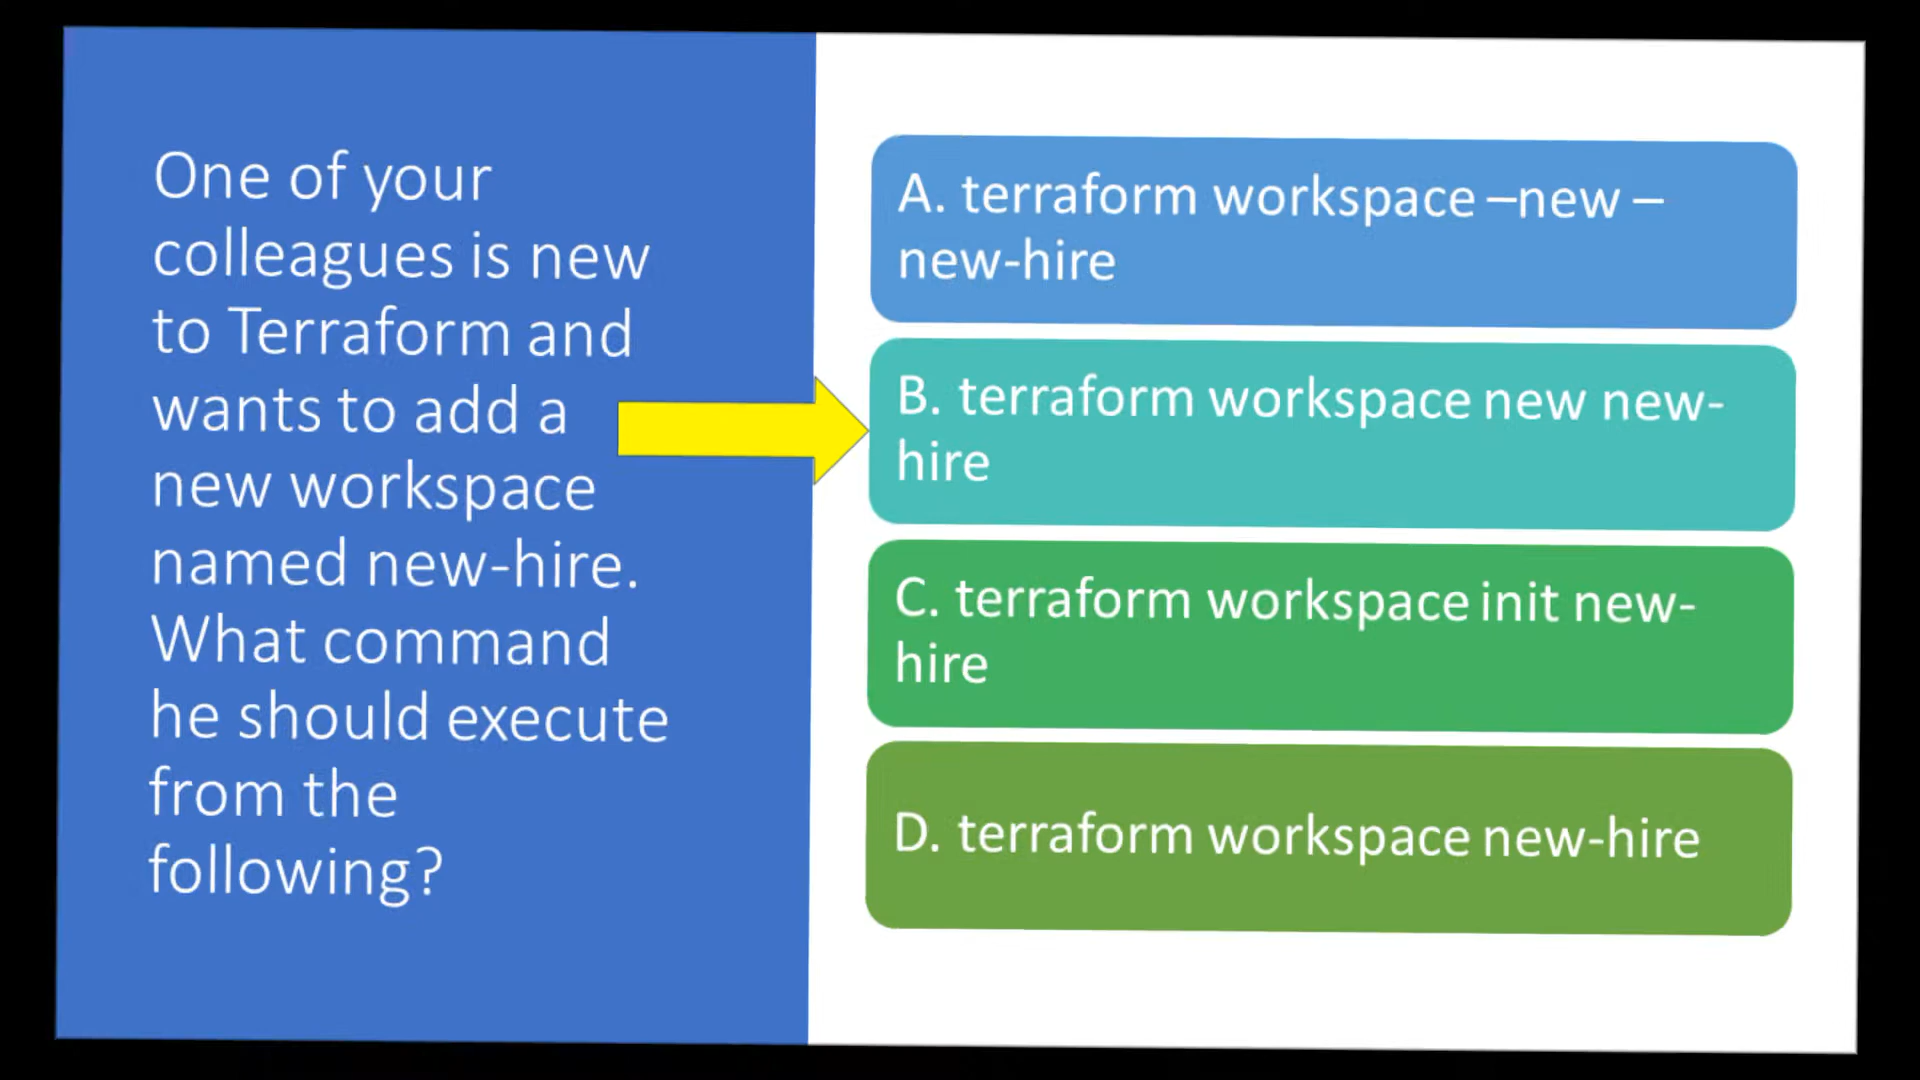 One of your
colleagues is new
to Terraform and
wants to add a
new workspace
named new-hire.
What command
he should execute
from the
following?
A. terraform workspace –new –
new-hire
B. terraform workspace new new-
hire
C. terraform workspace init new-
hire
D. terraform workspace new-hire